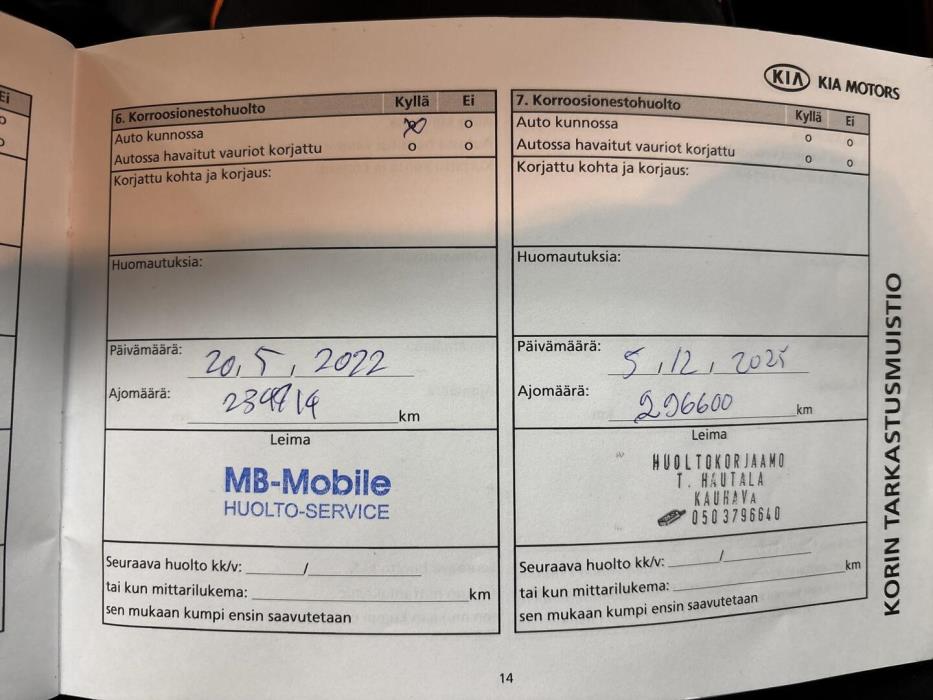 Ei
KIA KIA MOTORS
6. Korroosionestohuolto Kyllä Ei
Auto kunnossa
Autossa havaitut vauriot korjattu
Korjattu kohta ja korjaus:
Huomautuksia:
Päivämäärä: 20, 5, 2022
Ajomäärä: km
Leima
MB-Mobile
HUOLTO-SERVICE
Seuraava huolto kk/v: /
tai kun mittarilukema: km
sen mukaan kumpi ensin saavutetaan
7. Korroosionestohuolto Kyllä Ei
Auto kunnossa
Autossa havaitut vauriot korjattu
Korjattu kohta ja korjaus:
Huomautuksia:
Päivämäärä: 5, 12, 2025
Ajomäärä: 296600 km
Leima
HUOLTOKORJAAMO
T. HAUTALA
KAUHAVA
0503796640
Seuraava huolto kk/v: /
tai kun mittarilukema: km
sen mukaan kumpi ensin saavutetaan
KORIN TARKASTUSMUISTIO
14